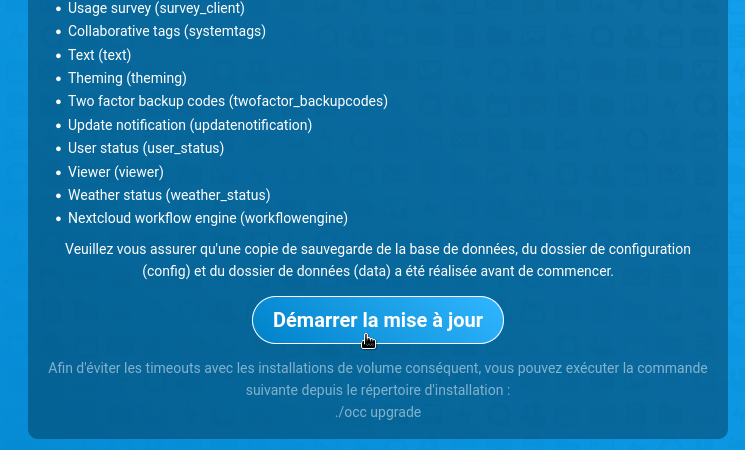 • Usage survey (survey_client)
• Collaborative tags (systemtags)
• Text (text)
• Theming (theming)
• Two factor backup codes (twofactor_backupcodes)
• Update notification (updatenotification)
• User status (user_status)
• Viewer (viewer)
• Weather status (weather_status)
• Nextcloud workflow engine (workflowengine)
Veuillez vous assurer qu'une copie de sauvegarde de la base de données, du dossier de configuration
(config) et du dossier de données (data) a été réalisée avant de commencer.
Démarrer la mise à jour
Afin d'éviter les timeouts avec les installations de volume conséquent, vous pouvez exécuter la commande
suivante depuis le répertoire d'installation :
./occ upgrade